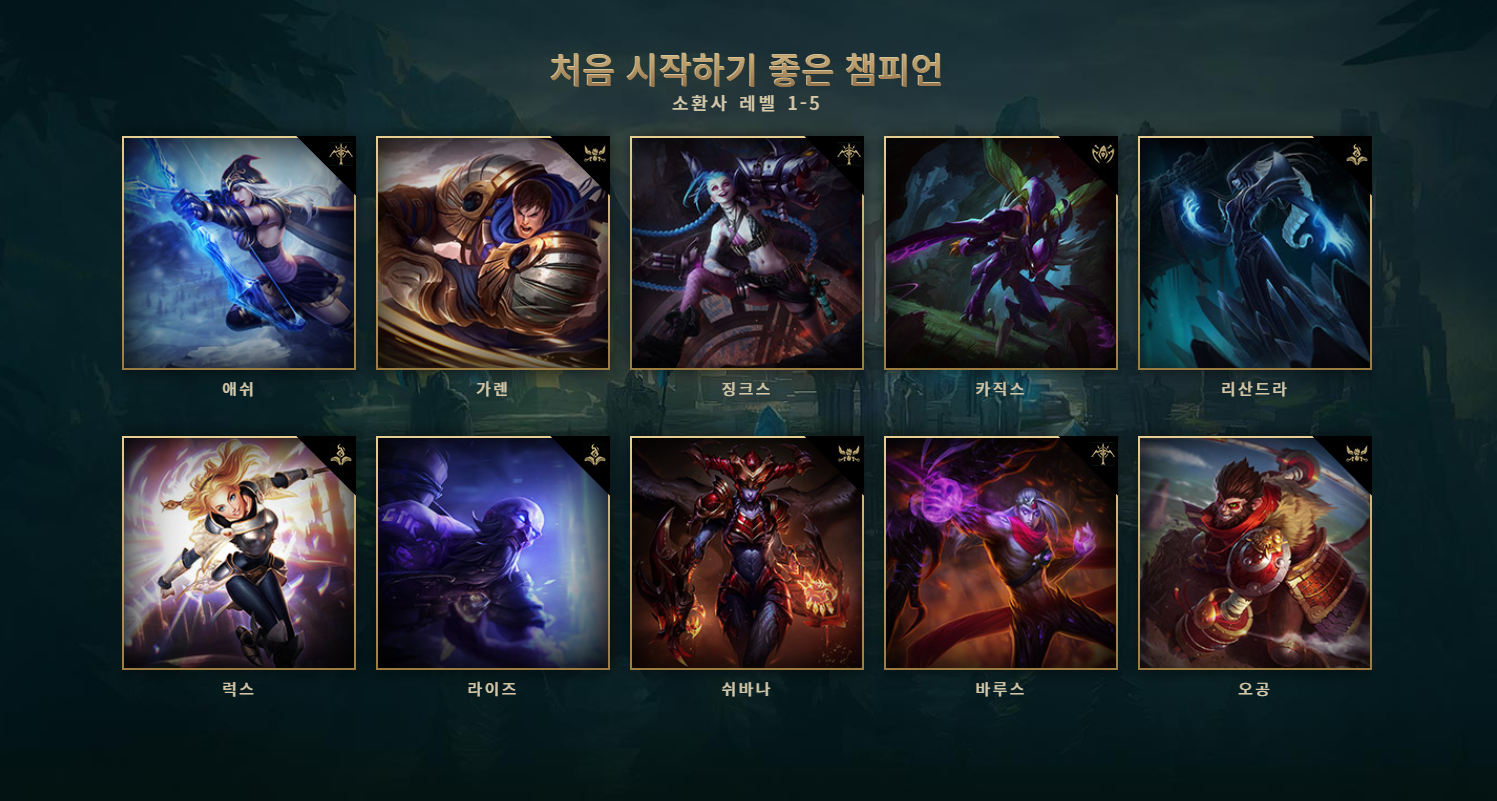 처음 시작하기 좋은 챔피언
소환사 레벨 1-5
애쉬
가렌
징크스
카직스
리산드라
럭스
라이즈
쉬바나
바루스
오공